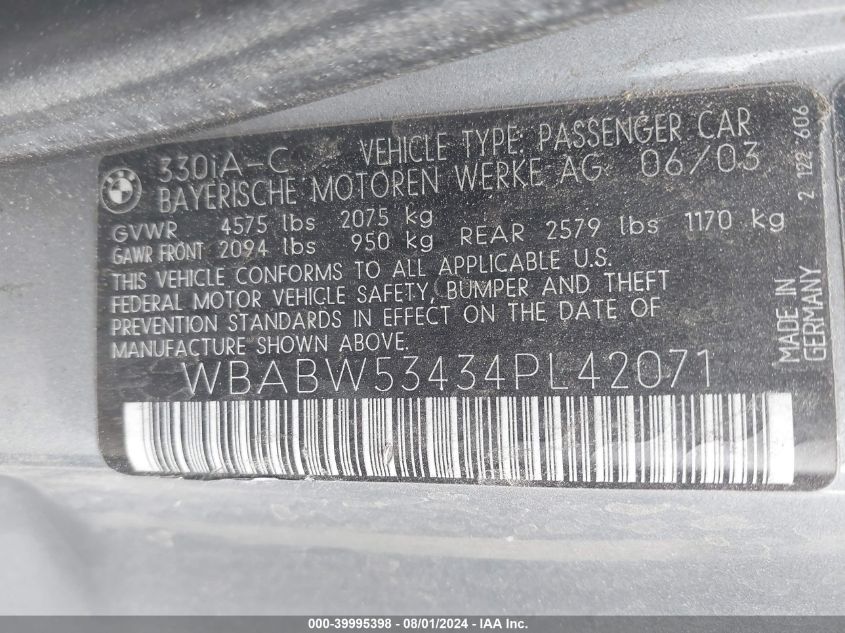 BMW
330iA-C VEHICLE TYPE: PASSENGER CAR
BAYERISCHE MOTOREN WERKE AG 06/03
GVWR 4575 lbs 2075 kg
GAWR FRONT 2094 lbs 950 kg REAR 2579 lbs 1170 kg
THIS VEHICLE CONFORMS TO ALL APPLICABLE U.S.
FEDERAL MOTOR VEHICLE SAFETY, BUMPER AND THEFT
PREVENTION STANDARDS IN EFFECT ON THE DATE OF
MANUFACTURE SHOWN ABOVE.
WBABW53434PL42071
2 122 606
MADE IN
GERMANY
000-39995398 - 08/01/2024 - IAA Inc.